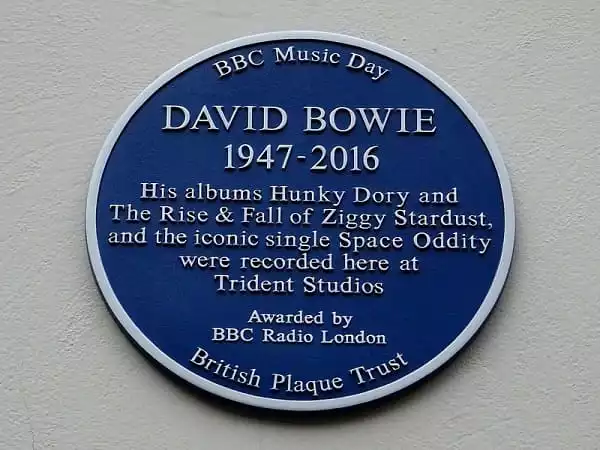 BBC Music Day
DAVID BOWIE
1947-2016
His albums Hunky Dory and
The Rise & Fall of Ziggy Stardust,
and the iconic single Space Oddity
were recorded here at
Trident Studios
Awarded by
BBC Radio London
British Plaque Trust